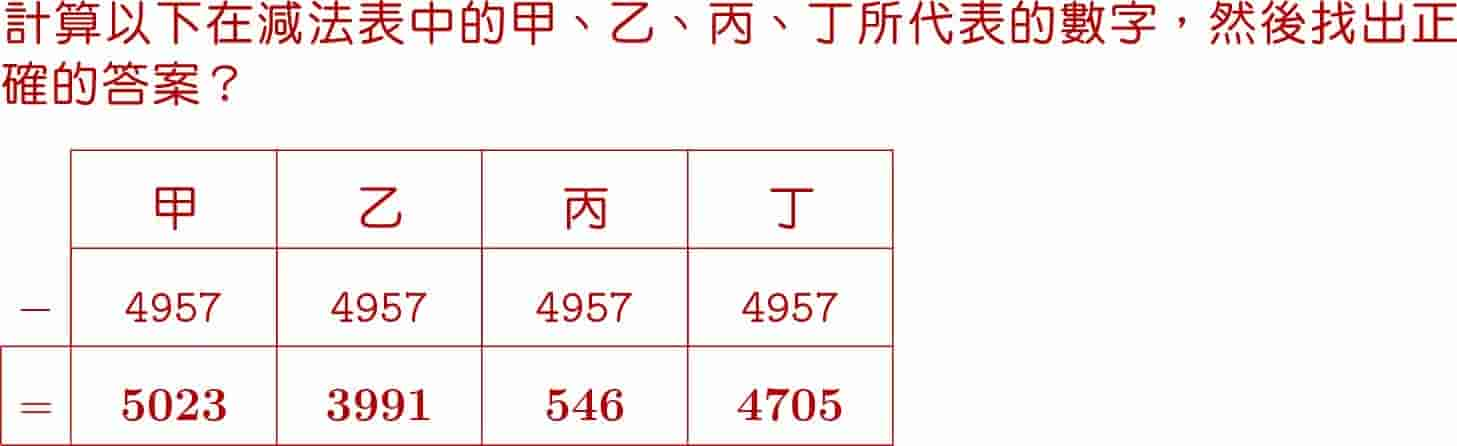 計算以下在減法表中的甲、乙、丙、丁所代表的數字，然後找出正
確的答案？
甲 乙 丙 丁
− 4957 4957 4957 4957
= 5023 3991 546 4705